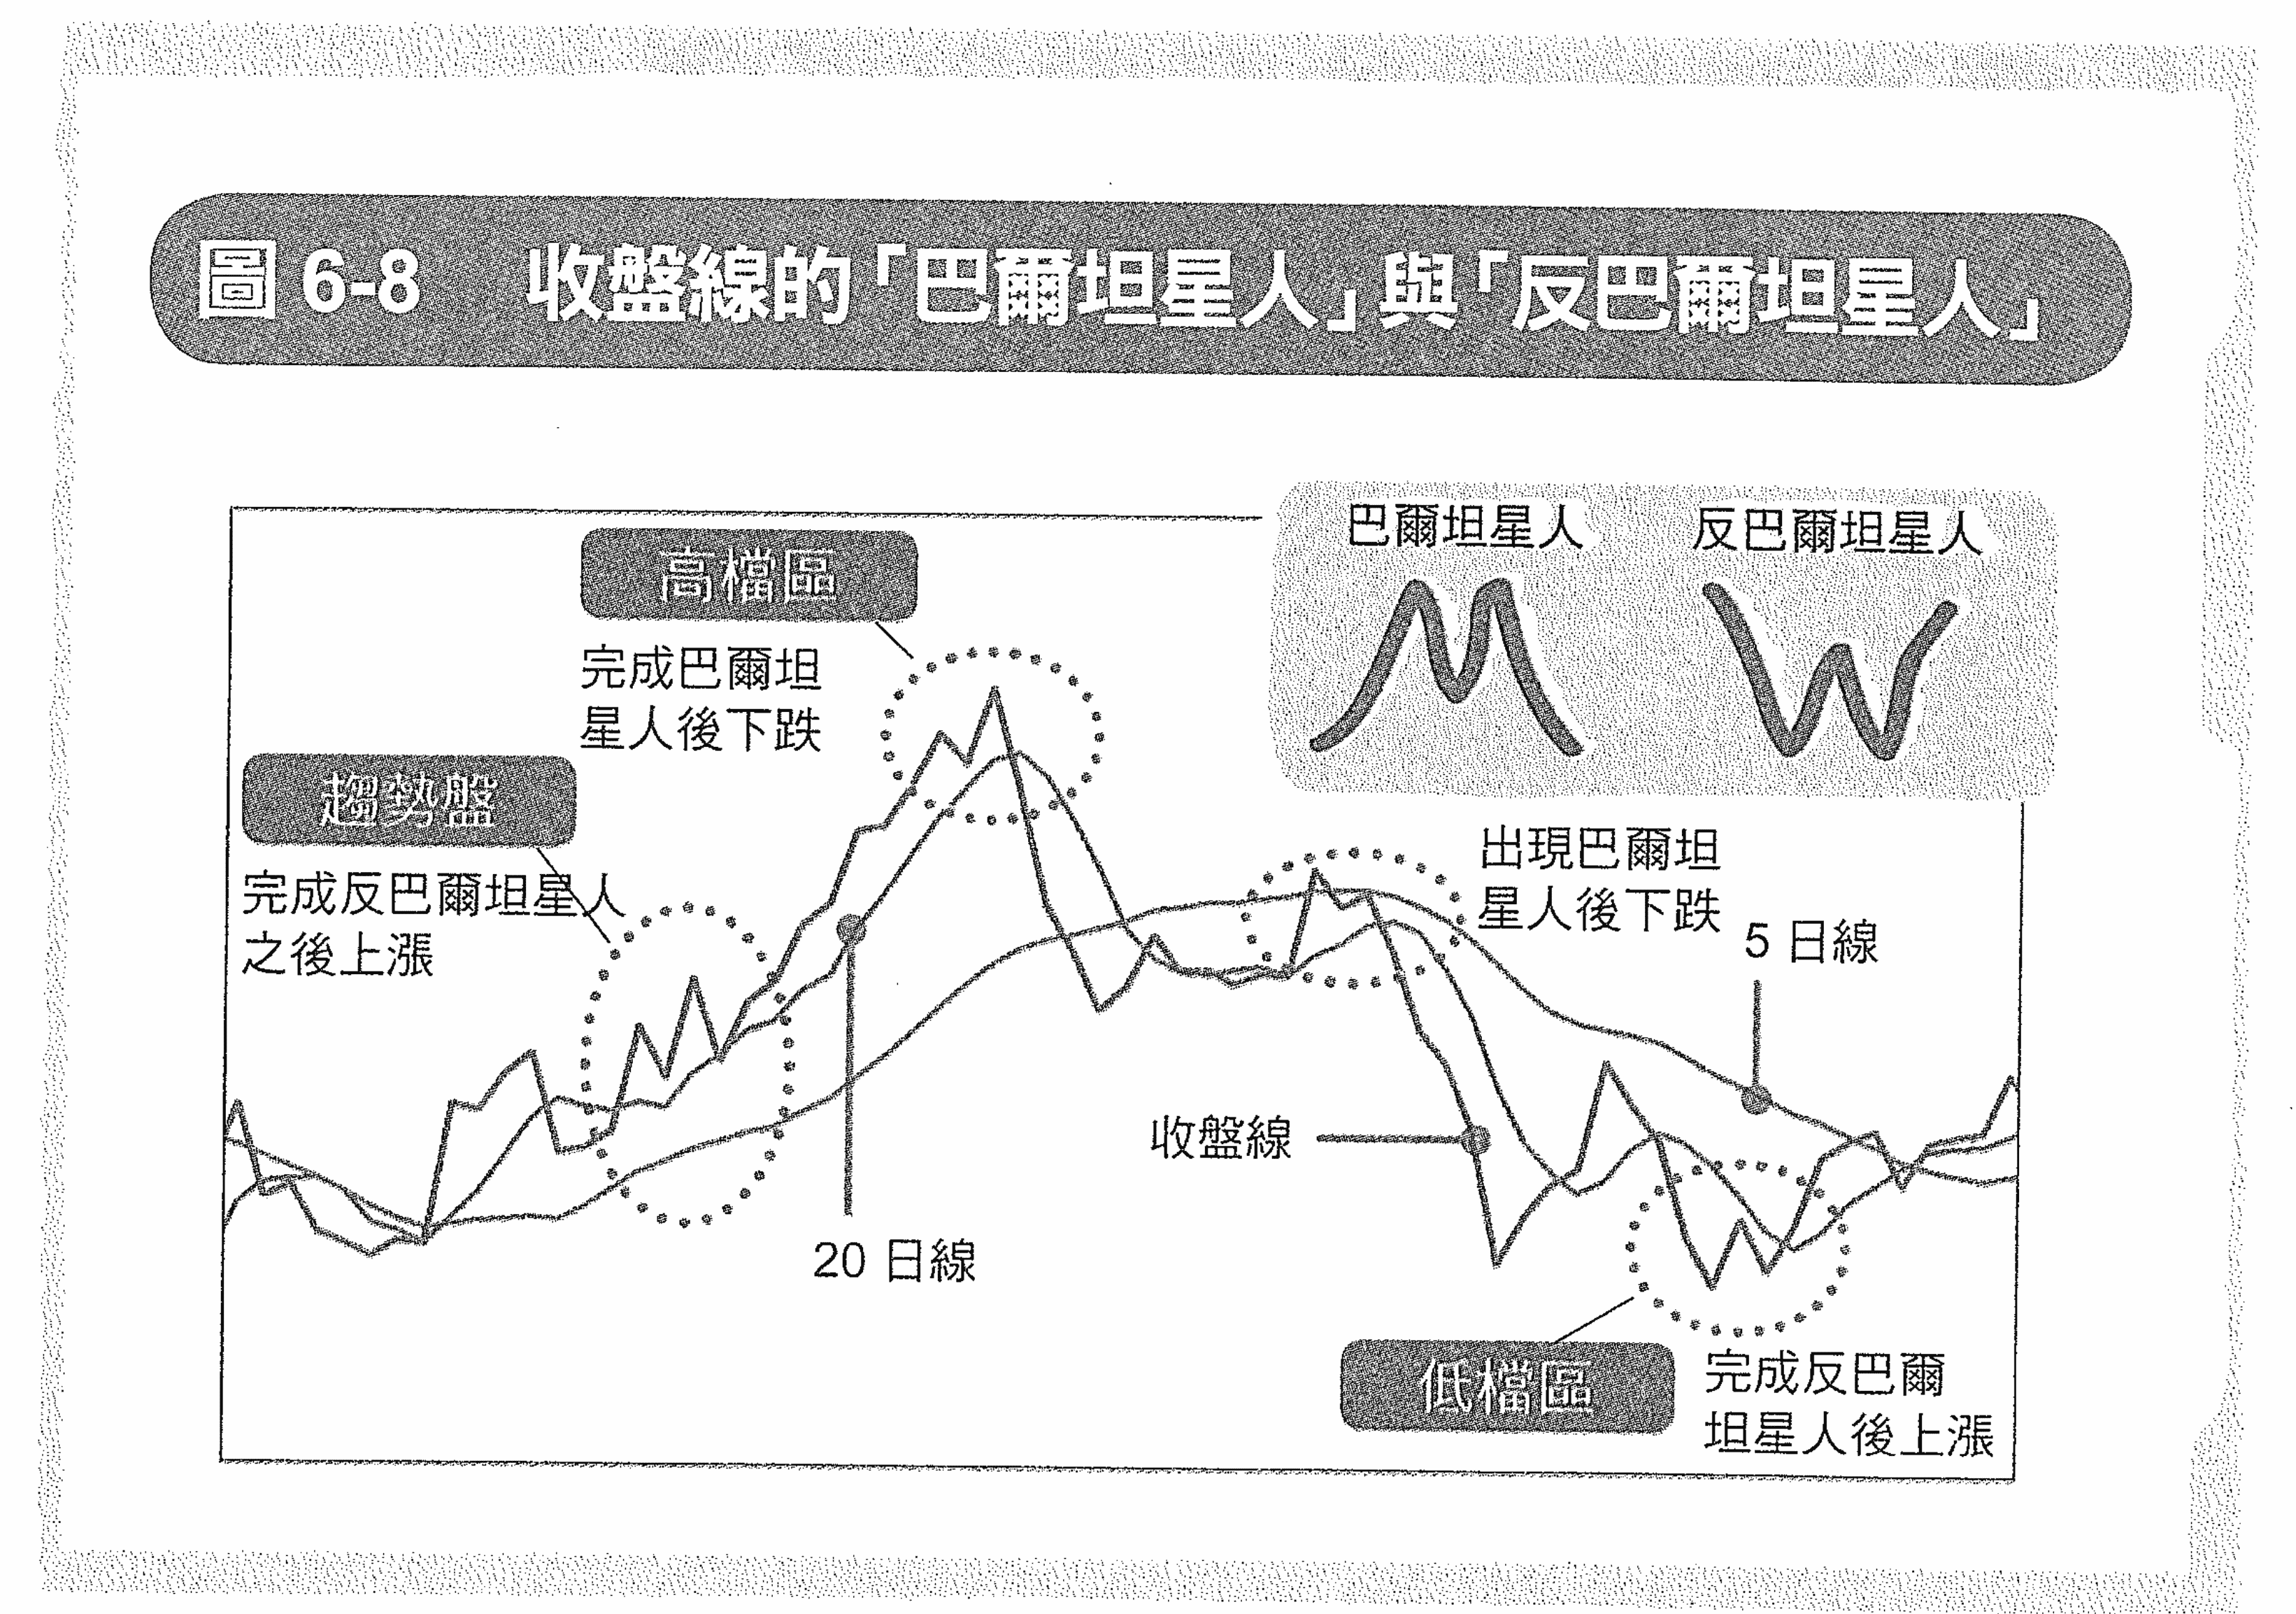 圖 6-8 收盤線的「巴爾坦星人」與「反巴爾坦星人」
巴爾坦星人
反巴爾坦星人
高檔區
完成巴爾坦
星人後下跌
趨勢盤
完成反巴爾坦星人
之後上漲
出現巴爾坦
星人後下跌
5 日線
收盤線
20 日線
低檔區
完成反巴爾
坦星人後上漲